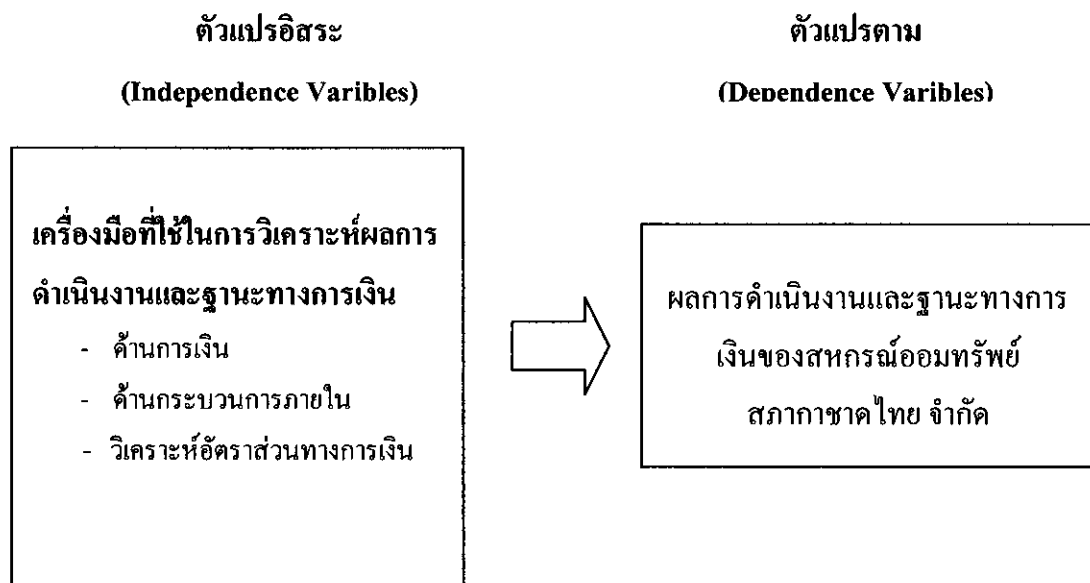 ตัวแปรอิสระ
(Independence Varibles)
เครื่องมือที่ใช้ในการวิเคราะห์ผลการ
ดำเนินงานและฐานะทางการเงิน
- ด้านการเงิน
- ด้านกระบวนการภายใน
- วิเคราะห์อัตราส่วนทางการเงิน
ตัวแปรตาม
(Dependence Varibles)
ผลการดำเนินงานและฐานะทางการ
เงินของสหกรณ์ออมทรัพย์
สภากาชาดไทย จำกัด